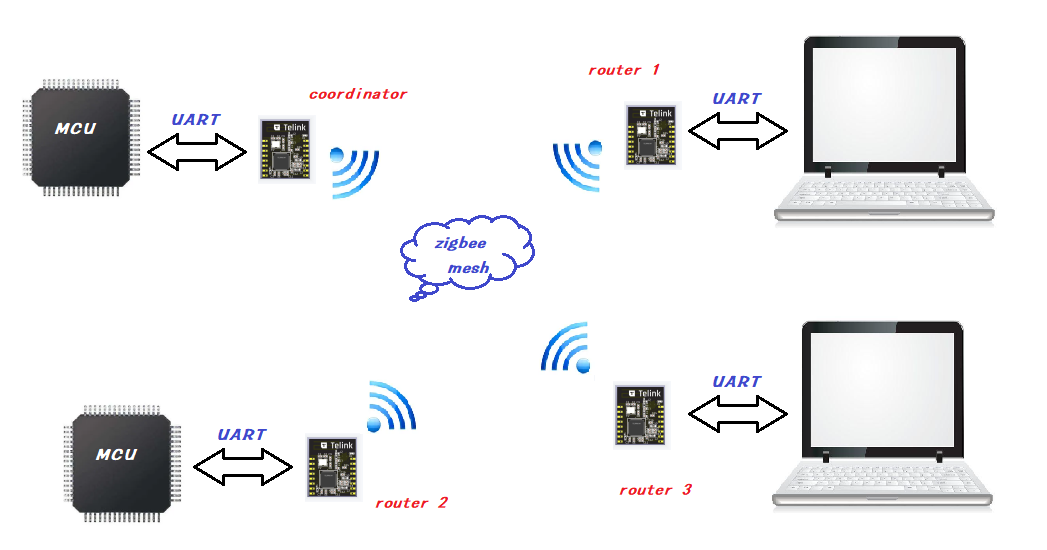 router 1
coordinator
UART
UART
MCU
Telink
Telink
zigbee
mesh
UART
Telink
UART
MCU
Telink
router 3
router 2